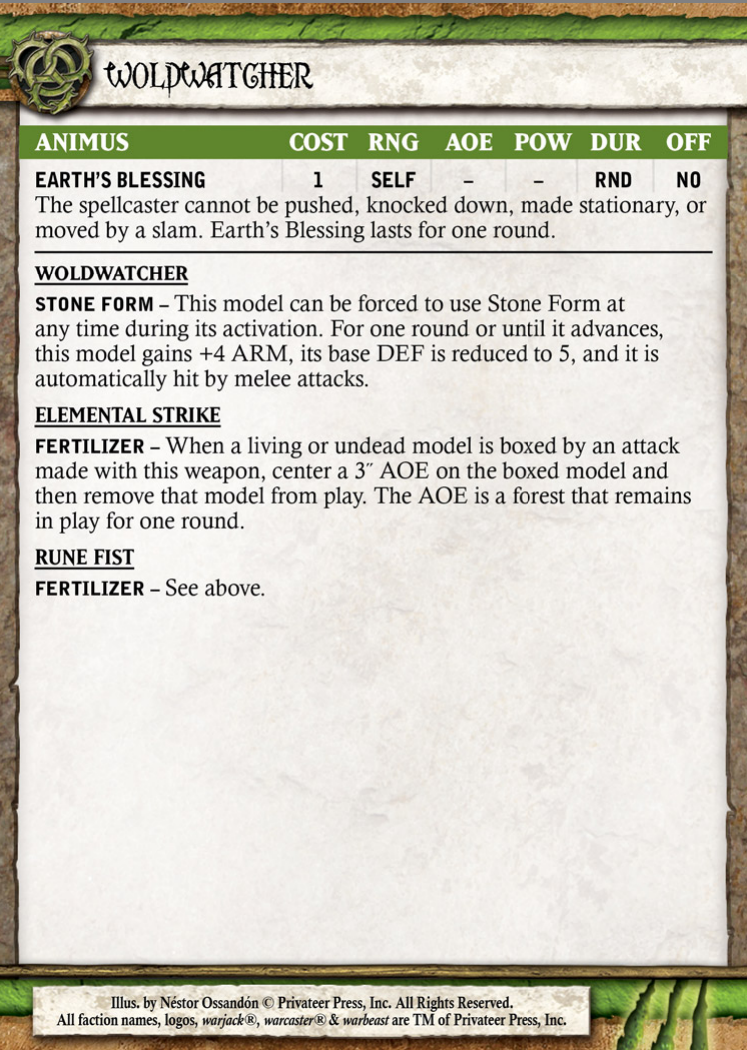 WOLDWATCHER
ANIMUS COST RNG AOE POW DUR OFF
EARTH'S BLESSING 1 SELF – – RND NO
The spellcaster cannot be pushed, knocked down, made stationary, or
moved by a slam. Earth's Blessing lasts for one round.
WOLDWATCHER
STONE FORM – This model can be forced to use Stone Form at
any time during its activation. For one round or until it advances,
this model gains +4 ARM, its base DEF is reduced to 5, and it is
automatically hit by melee attacks.
ELEMENTAL STRIKE
FERTILIZER – When a living or undead model is boxed by an attack
made with this weapon, center a 3˝ AOE on the boxed model and
then remove that model from play. The AOE is a forest that remains
in play for one round.
RUNE FIST
FERTILIZER – See above.
Illus. by Néstor Ossandón © Privateer Press, Inc. All Rights Reserved.
All faction names, logos, warjack®, warcaster® & warbeast are TM of Privateer Press, Inc.